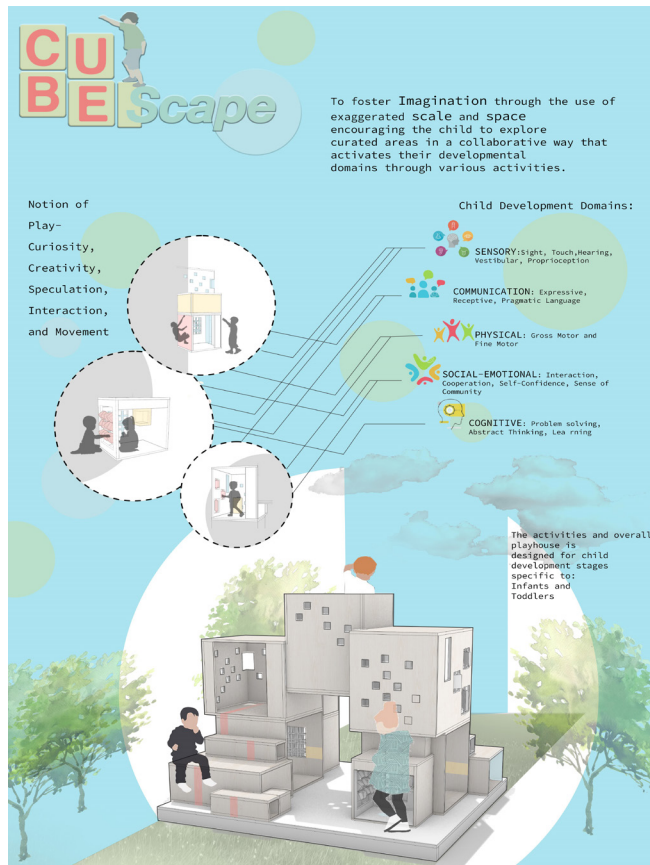 CUBEScape
To foster Imagination through the use of
exaggerated scale and space
encouraging the child to explore
curated areas in a collaborative way that
activates their developmental
domains through various activities.
Notion of
Play-
Curiosity,
Creativity,
Speculation,
Interaction,
and Movement
Child Development Domains:
SENSORY:Sight, Touch,Hearing,
Vestibular, Proprioception
COMMUNICATION: Expressive,
Receptive, Pragmatic Language
PHYSICAL: Gross Motor and
Fine Motor
SOCIAL-EMOTIONAL: Interaction,
Cooperation, Self-Confidence, Sense of
Community
COGNITIVE: Problem solving,
Abstract Thinking, Lea rning
The activities and overall
playhouse is
designed for child
development stages
specific to:
Infants and
Toddlers